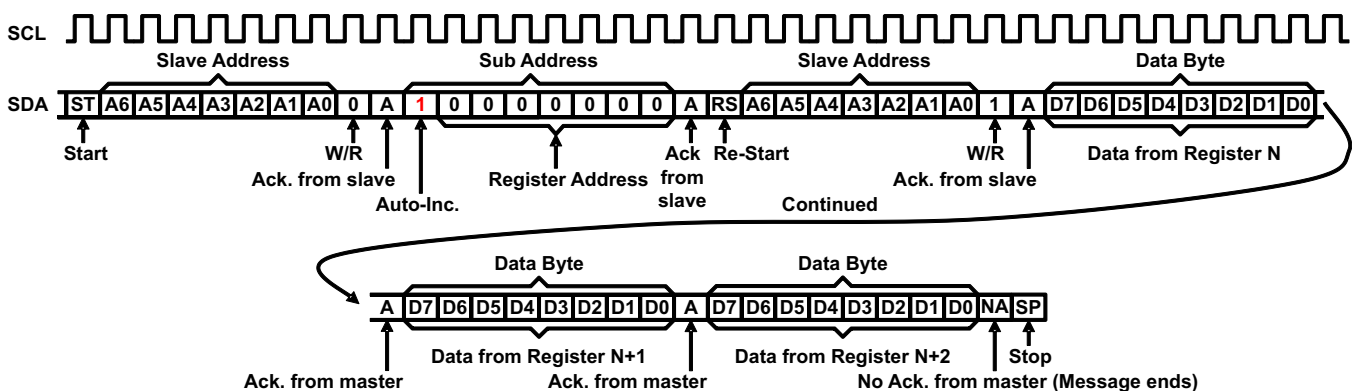 SCL
Slave Address Sub Address Slave Address Data Byte
SDA ST A6 A5 A4 A3 A2 A1 A0 0 A 1 0 0 0 0 0 0 0 A RS A6 A5 A4 A3 A2 A1 A0 1 A D7 D6 D5 D4 D3 D2 D1 D0
Start W/R Ack Re-Start W/R Data from Register N
Ack. from slave Register Address from Ack. from slave
Auto-Inc. slave Continued
Data Byte Data Byte
A D7 D6 D5 D4 D3 D2 D1 D0 A D7 D6 D5 D4 D3 D2 D1 D0 NA SP
Data from Register N+1 Data from Register N+2 Stop
Ack. from master Ack. from master No Ack. from master (Message ends)